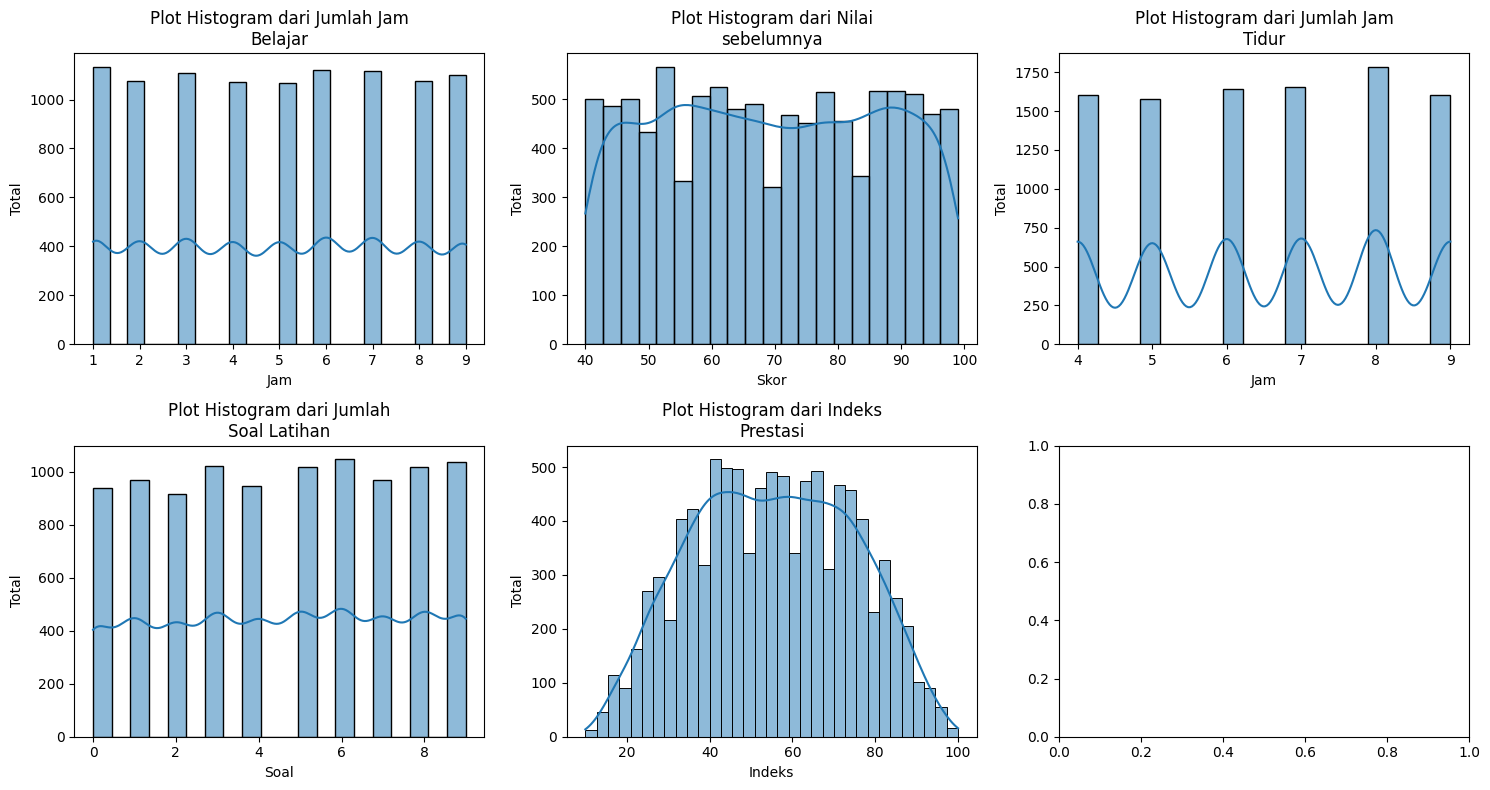 Plot Histogram dari Jumlah Jam
Belajar
Total
1000
800
600
400
200
0
1 2 3 4 5 6 7 8 9
Jam
Plot Histogram dari Nilai
sebelumnya
Total
500
400
300
200
100
0
40 50 60 70 80 90 100
Skor
Plot Histogram dari Jumlah Jam
Tidur
Total
1750
1500
1250
1000
750
500
250
0
4 5 6 7 8 9
Jam
Plot Histogram dari Jumlah
Soal Latihan
Total
1000
800
600
400
200
0
0 2 4 6 8
Soal
Plot Histogram dari Indeks
Prestasi
Total
500
400
300
200
100
0
20 40 60 80 100
Indeks
1.0
0.8
0.6
0.4
0.2
0.0
0.0 0.2 0.4 0.6 0.8 1.0